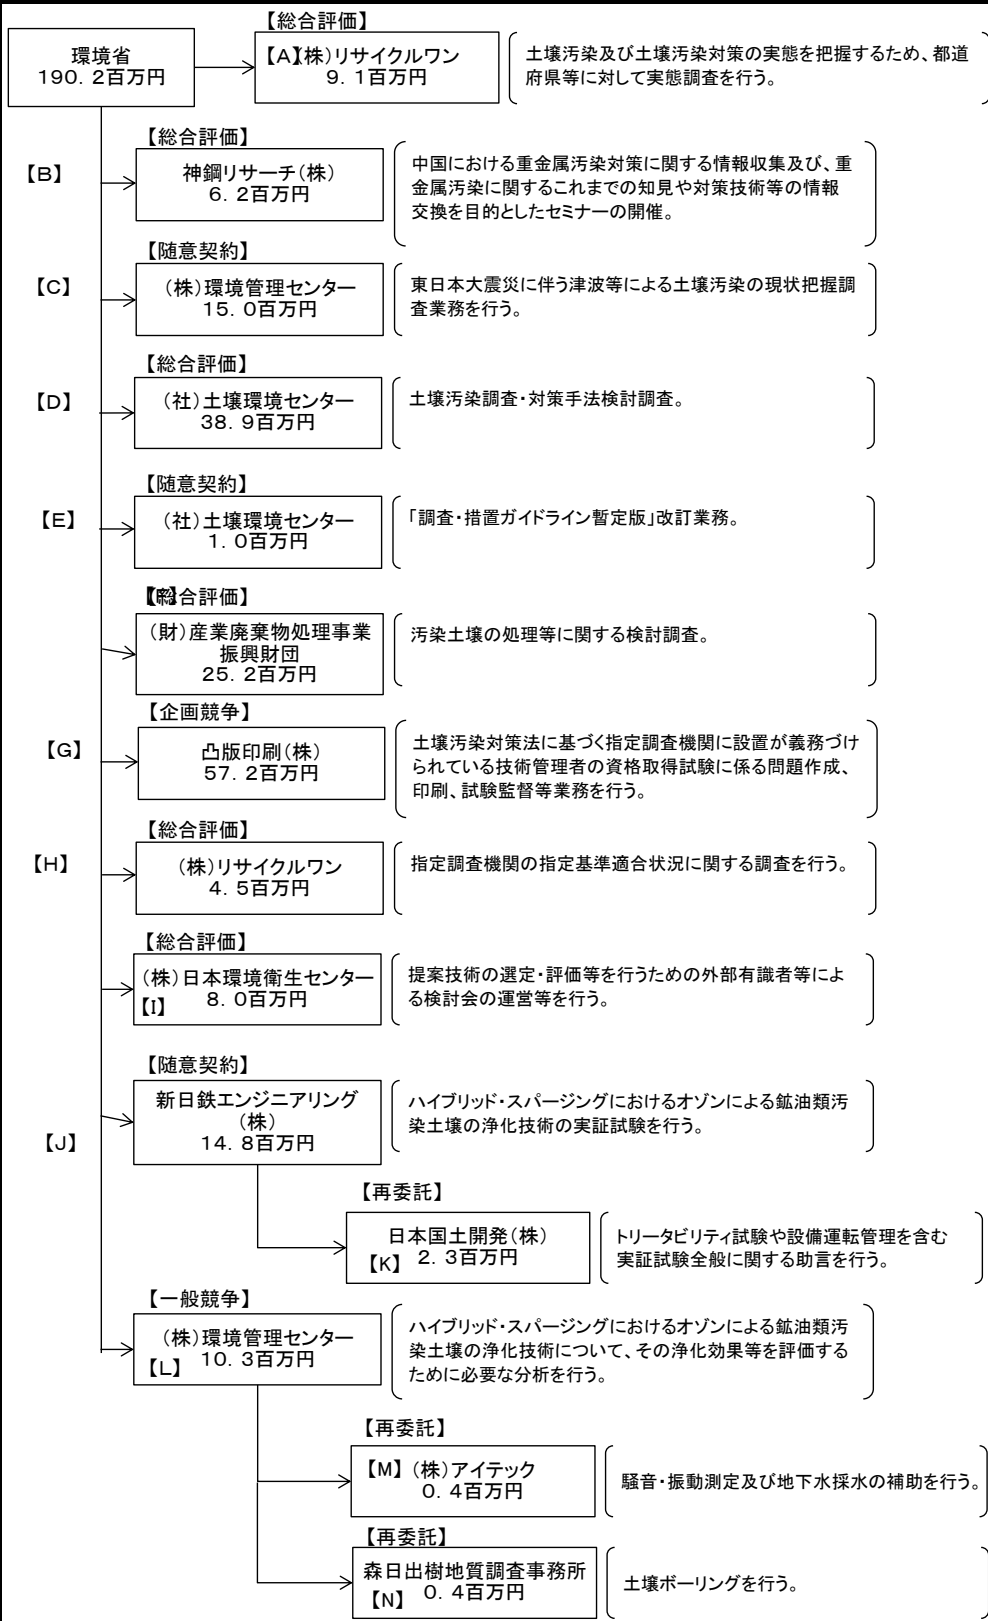 環境省
190.2百万円
【総合評価】
【A】(株)リサイクルワン
9.1百万円
土壌汚染及び土壌汚染対策の実態を把握するため、都道
府県等に対して実態調査を行う。
【B】
【総合評価】
神鋼リサーチ(株)
6.2百万円
中国における重金属汚染対策に関する情報収集及び、重
金属汚染に関するこれまでの知見や対策技術等の情報
交換を目的としたセミナーの開催。
【C】
【随意契約】
(株)環境管理センター
15.0百万円
東日本大震災に伴う津波等による土壌汚染の現状把握調
査業務を行う。
【D】
【総合評価】
(社)土壌環境センター
38.9百万円
土壌汚染調査・対策手法検討調査。
【E】
【随意契約】
(社)土壌環境センター
1.0百万円
「調査・措置ガイドライン暫定版」改訂業務。
合評価】
(財)産業廃棄物処理事業
振興財団
25.2百万円
汚染土壌の処理等に関する検討調査。
【G】
【企画競争】
凸版印刷(株)
57.2百万円
土壌汚染対策法に基づく指定調査機関に設置が義務づけ
られている技術管理者の資格取得試験に係る問題作成、
印刷、試験監督等業務を行う。
【H】
【総合評価】
(株)リサイクルワン
4.5百万円
指定調査機関の指定基準適合状況に関する調査を行う。
【総合評価】
(株)日本環境衛生センター
【I】 8.0百万円
提案技術の選定・評価等を行うための外部有識者等によ
る検討会の運営等を行う。
【J】
【随意契約】
新日鉄エンジニアリング
(株)
14.8百万円
ハイブリッド・スパージングにおけるオゾンによる鉱油類汚
染土壌の浄化技術の実証試験を行う。
【再委託】
日本国土開発(株)
【K】 2.3百万円
トリータビリティ試験や設備運転管理を含む
実証試験全般に関する助言を行う。
【一般競争】
(株)環境管理センター
【L】 10.3百万円
ハイブリッド・スパージングにおけるオゾンによる鉱油類汚
染土壌の浄化技術について、その浄化効果等を評価する
ために必要な分析を行う。
【再委託】
【M】(株)アイテック
0.4百万円
騒音・振動測定及び地下水採水の補助を行う。
【再委託】
森日出樹地質調査事務所
【N】 0.4百万円
土壌ボーリングを行う。